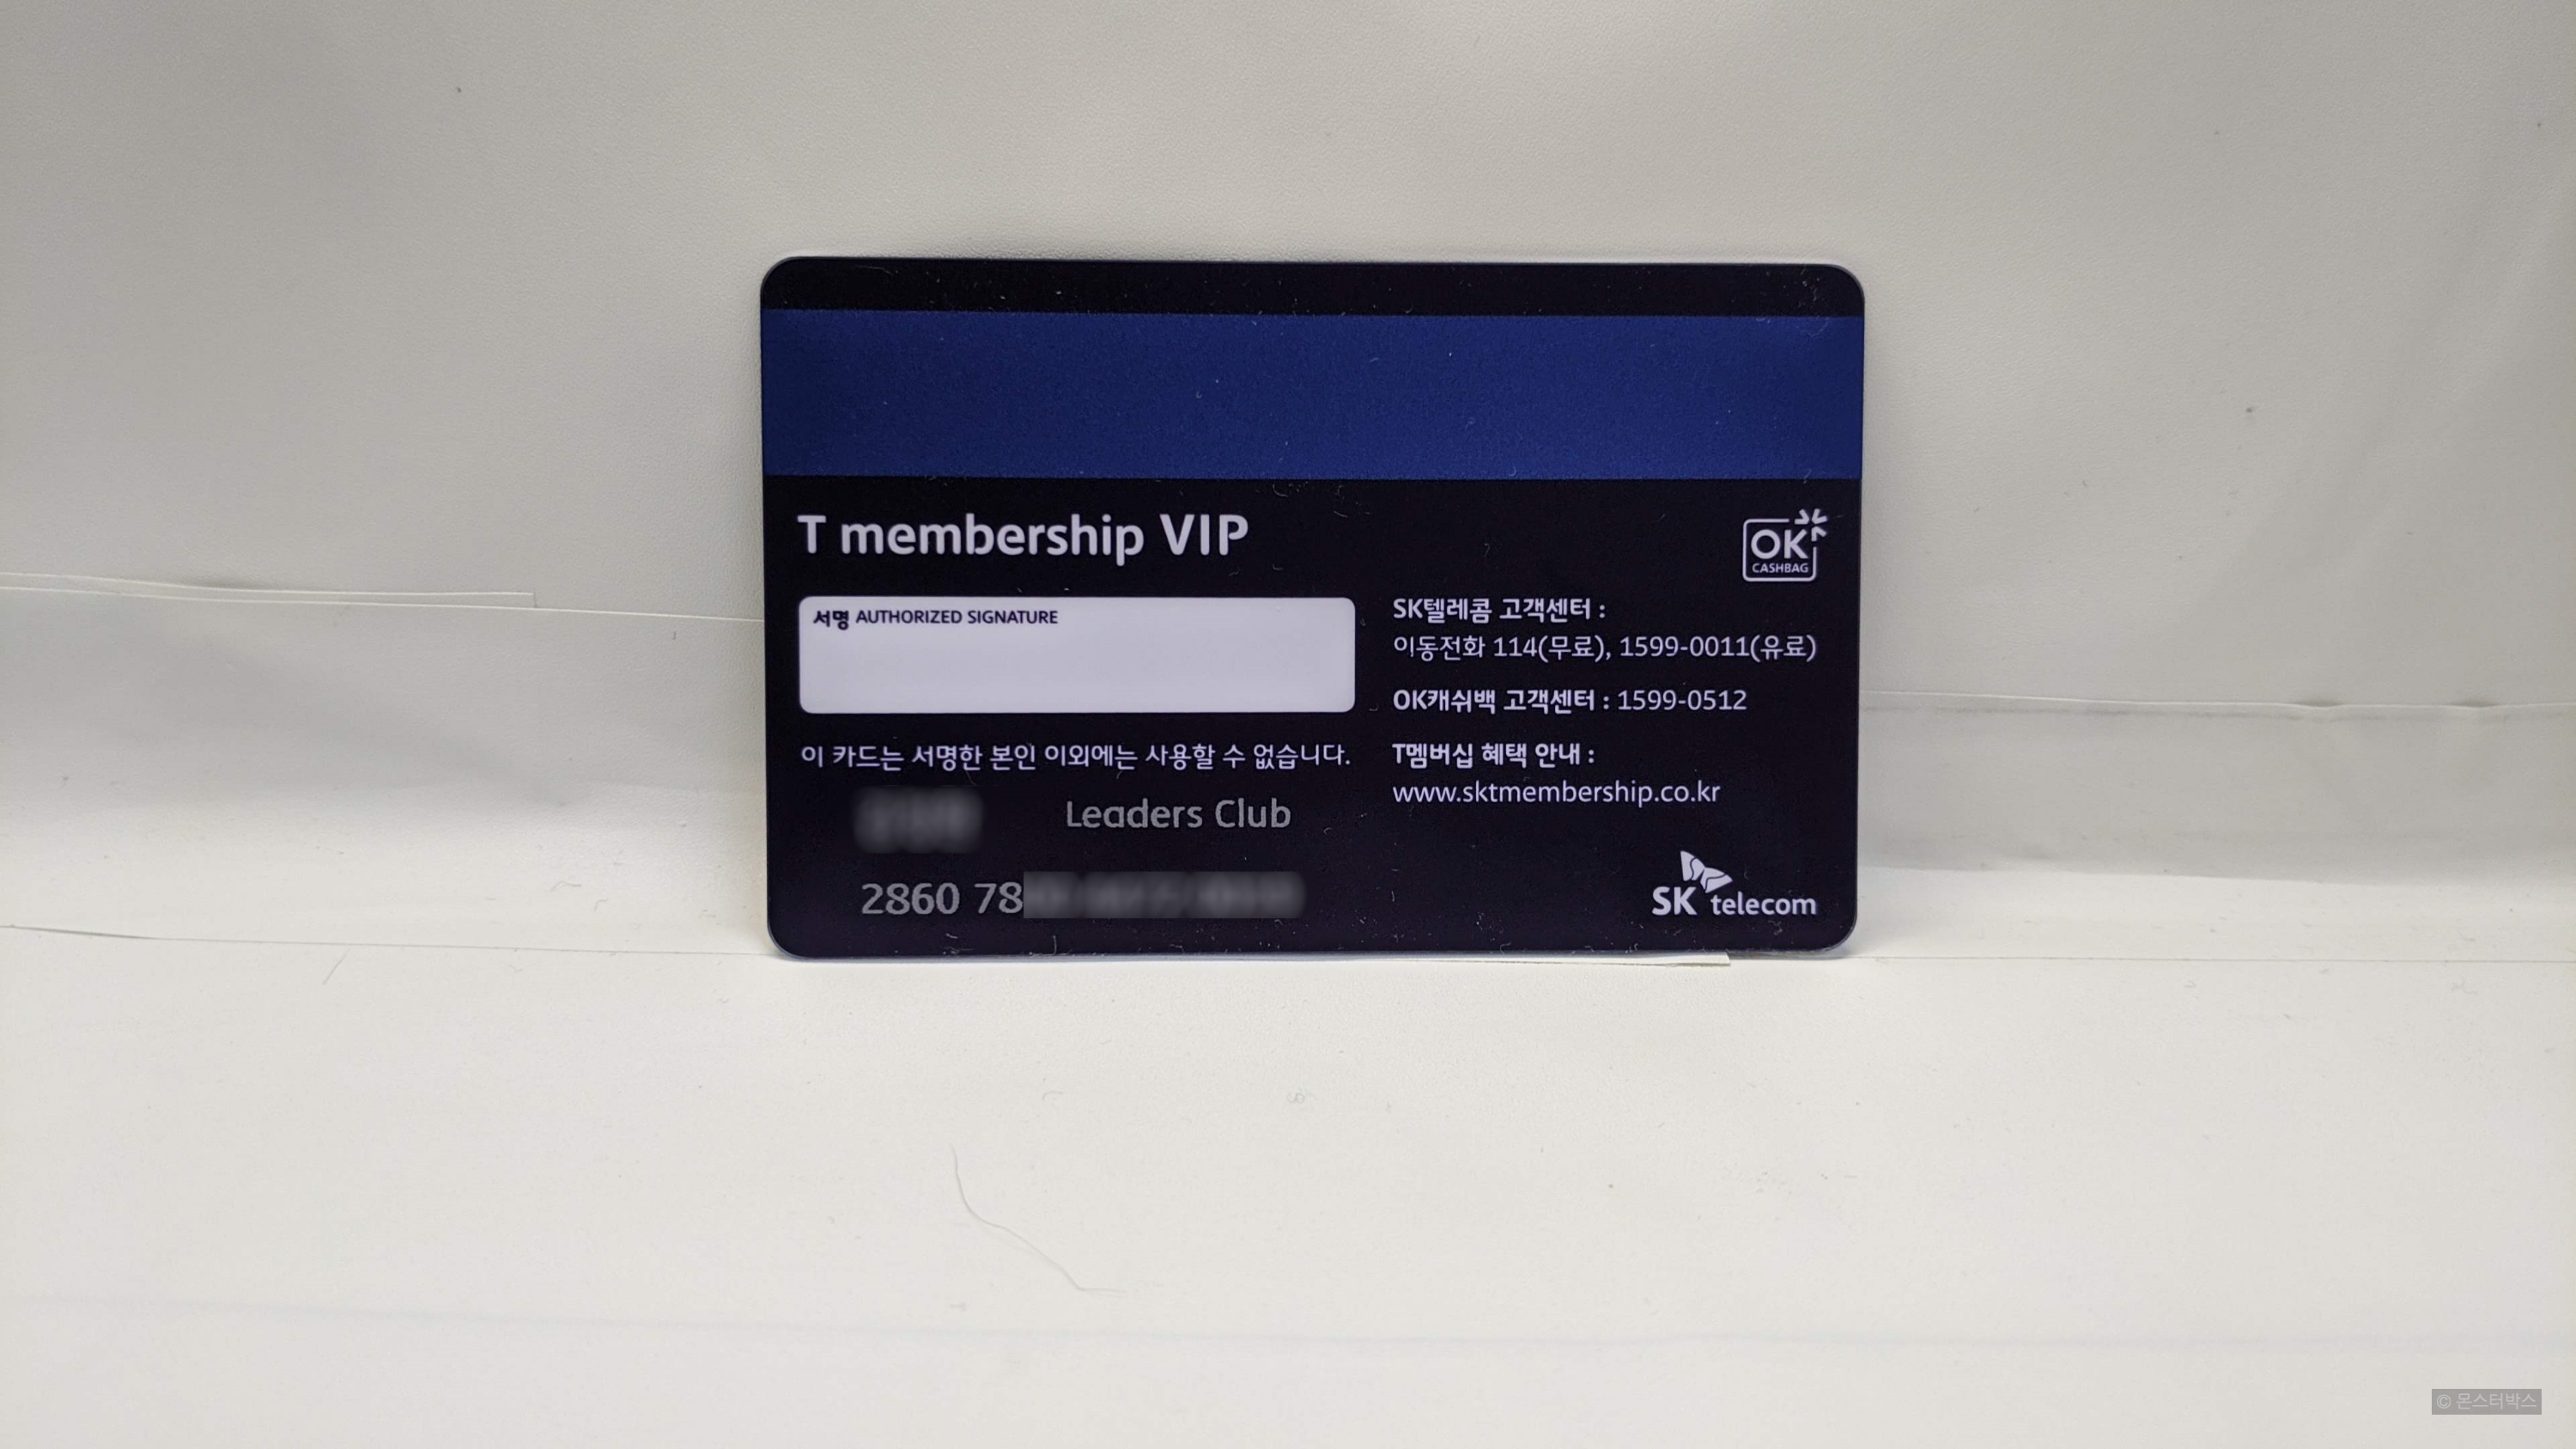 T membership VIP
OK
CASHBAG
서명 AUTHORIZED SIGNATURE
이 카드는 서명한 본인 이외에는 사용할 수 없습니다.
SK텔레콤 고객센터 :
이동전화 114(무료), 1599-0011(유료)
OK캐쉬백 고객센터 : 1599-0512
T멤버십 혜택 안내 :
www.sktmembership.co.kr
Leaders Club
2860 78
SK telecom
© 몬스터박스